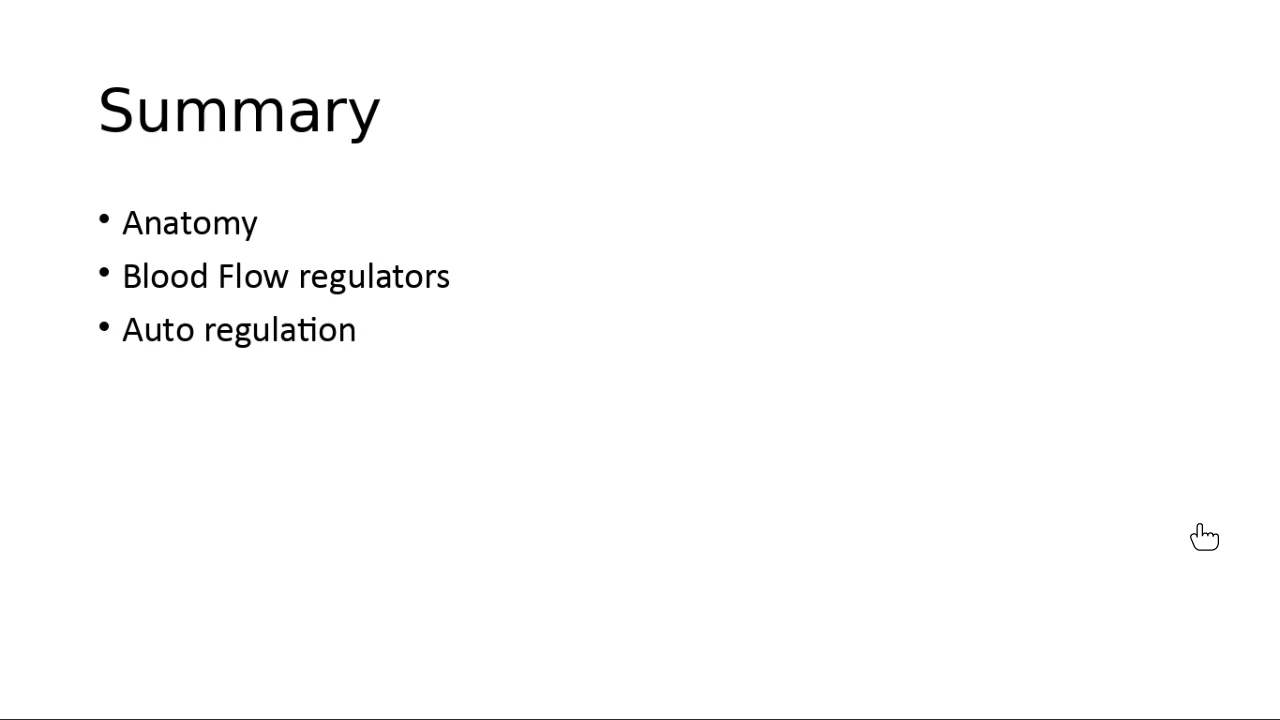 Summary
• Anatomy
• Blood Flow regulators
• Auto regulation